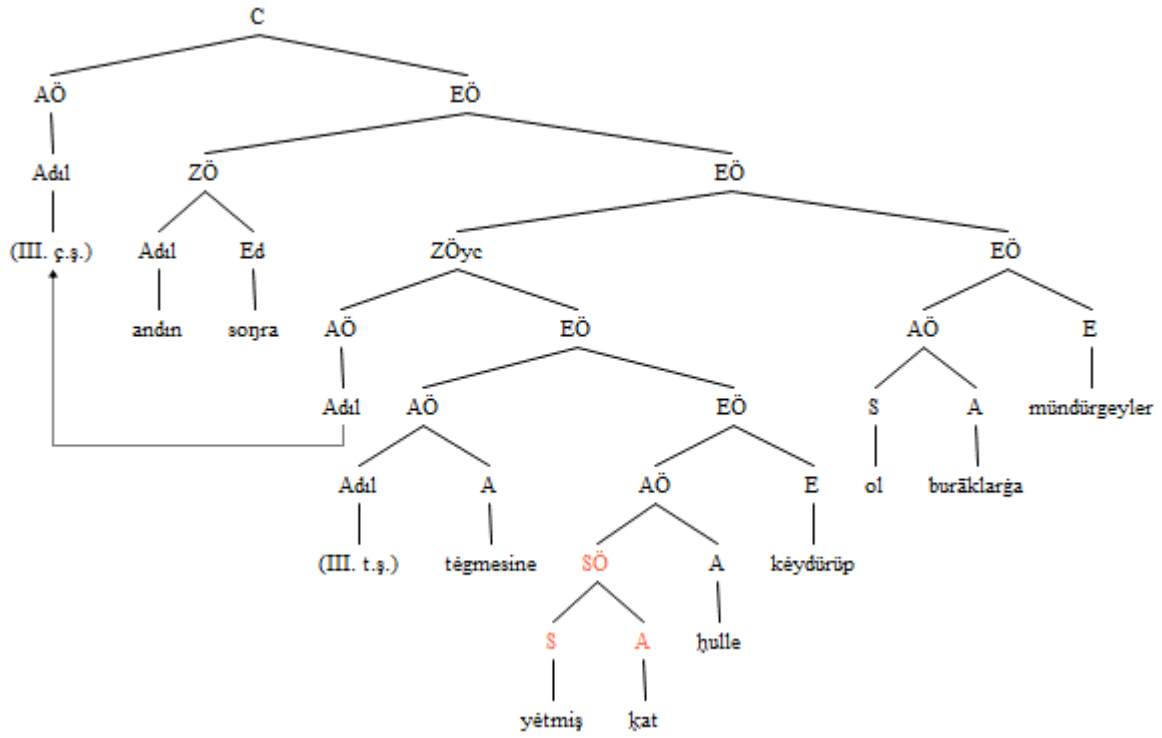 C
AÖ EÖ
Adıl ZÖ EÖ
(III. ç.ş.) Adıl Ed ZÖyc EÖ
andın soŋra AÖ EÖ AÖ E
Adıl AÖ EÖ S A mündürgeyler
Adıl A AÖ E ol burāklarġa
(III. t.ş.) tėgmesine SÖ A kėydürüp
S A ḫulle
yėtmiş ḳat